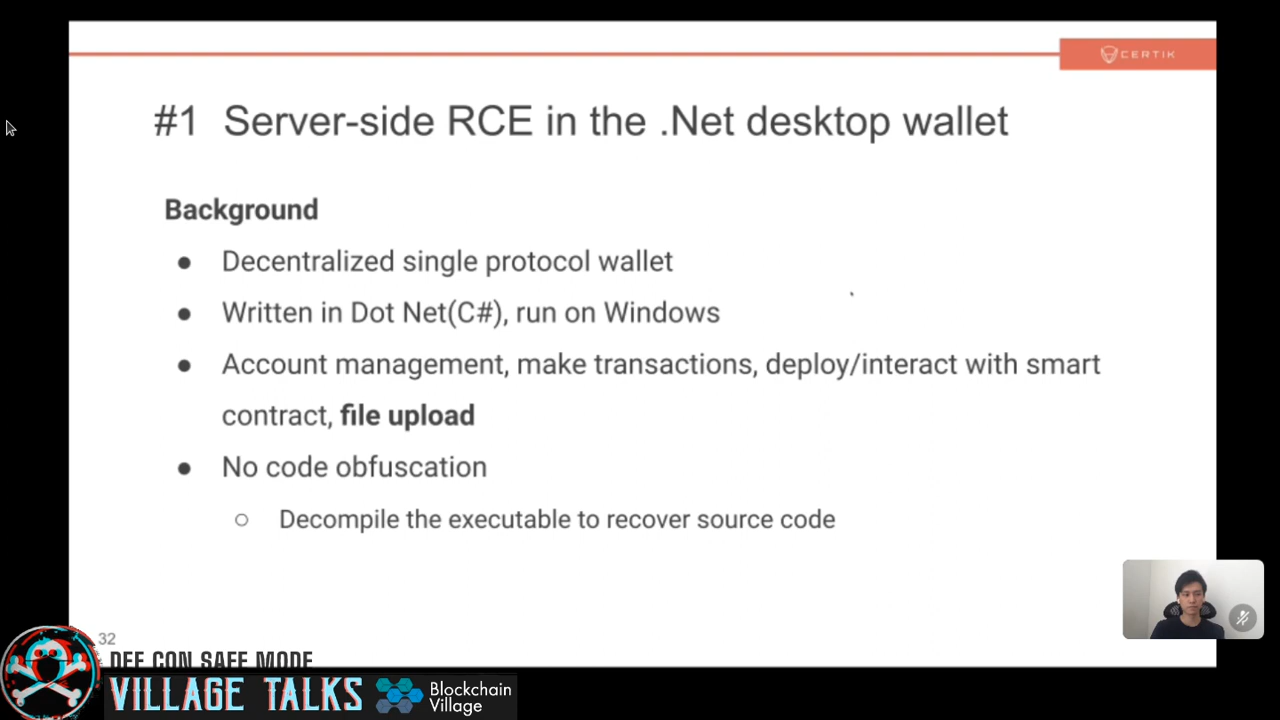 CERTIK
#1 Server-side RCE in the .Net desktop wallet
Background
● Decentralized single protocol wallet
● Written in Dot Net(C#), run on Windows
● Account management, make transactions, deploy/interact with smart
contract, file upload
● No code obfuscation
○ Decompile the executable to recover source code
32
DEF CON SAFE MODE
VILLAGE TALKS
Blockchain
Village